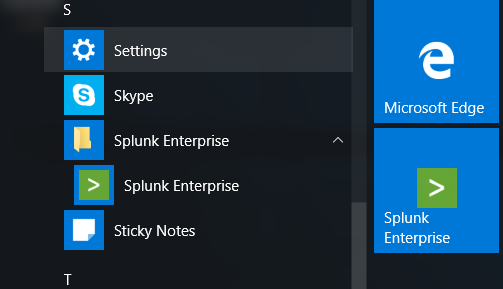 S
Settings
Skype
Splunk Enterprise
Splunk Enterprise
Sticky Notes
T
Microsoft Edge
Splunk
Enterprise